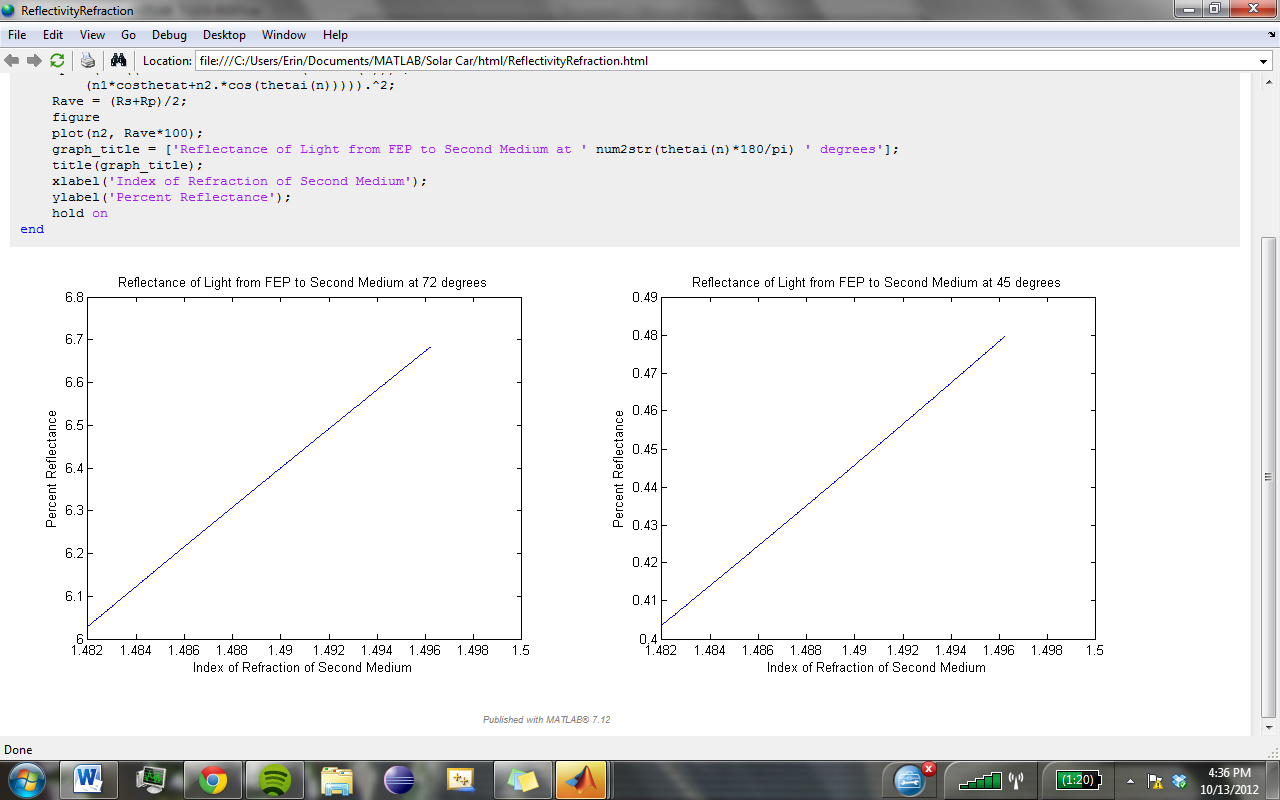 ReflectivityRefraction
File Edit View Go Debug Desktop Window Help
Location: file:///C:/Users/Erin/Documents/MATLAB/Solar Car/html/ReflectivityRefraction.html
(n1*costhetat+n2.*cos(thetai(n))))).^2;
Rave = (Rs+Rp)/2;
figure
plot(n2, Rave*100);
graph_title = ['Reflectance of Light from FEP to Second Medium at ' num2str(thetai(n)*180/pi) ' degrees'];
title(graph_title);
xlabel('Index of Refraction of Second Medium');
ylabel('Percent Reflectance');
hold on
end
Reflectance of Light from FEP to Second Medium at 72 degrees
6.8
6.7
6.6
6.5
6.4
6.3
6.2
6.1
6
Percent Reflectance
1.482 1.484 1.486 1.488 1.49 1.492 1.494 1.496 1.498 1.5
Index of Refraction of Second Medium
Reflectance of Light from FEP to Second Medium at 45 degrees
0.49
0.48
0.47
0.46
0.45
0.44
0.43
0.42
0.41
0.4
Percent Reflectance
1.482 1.484 1.486 1.488 1.49 1.492 1.494 1.496 1.498 1.5
Index of Refraction of Second Medium
Published with MATLAB® 7.12
Done
(1:20)
4:36 PM
10/13/2012